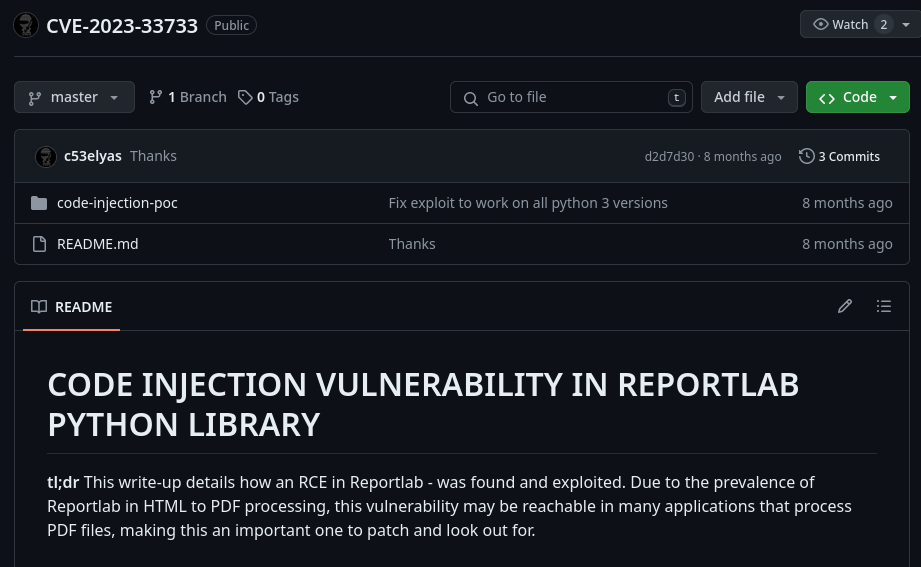 CVE-2023-33733 Public Watch 2
master 1 Branch 0 Tags Go to file t Add file Code
c53elyas Thanks d2d7d30 · 8 months ago 3 Commits
code-injection-poc Fix exploit to work on all python 3 versions 8 months ago
README.md Thanks 8 months ago
README
CODE INJECTION VULNERABILITY IN REPORTLAB
PYTHON LIBRARY
tl;dr This write-up details how an RCE in Reportlab - was found and exploited. Due to the prevalence of
Reportlab in HTML to PDF processing, this vulnerability may be reachable in many applications that process
PDF files, making this an important one to patch and look out for.